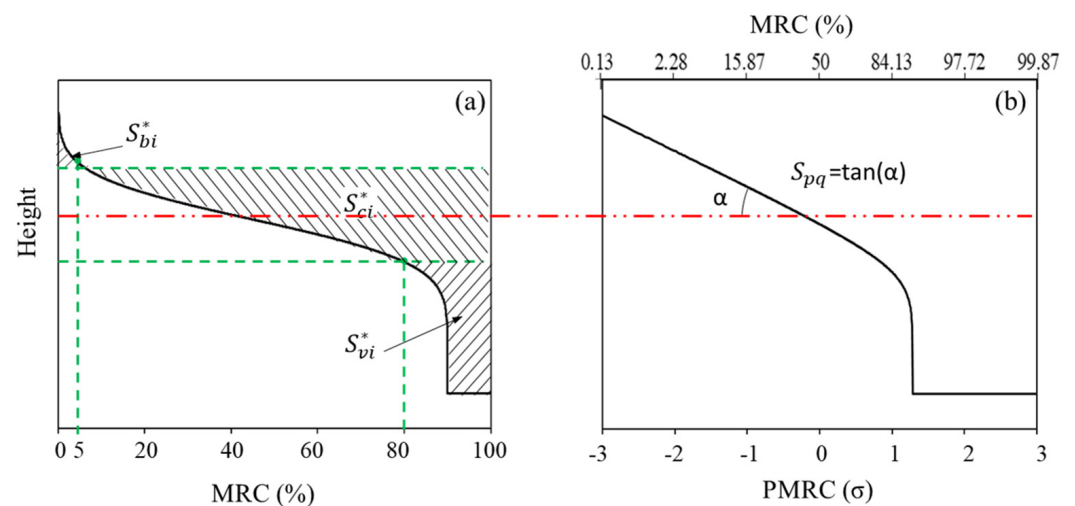 (a)
S*bi
S*ci
S*vi
Height
0 5 20 40 60 80 100
MRC (%)
MRC (%)
0.13 2.28 15.87 50 84.13 97.72 99.87
(b)
Spq=tan(α)
α
-3 -2 -1 0 1 2 3
PMRC (σ)